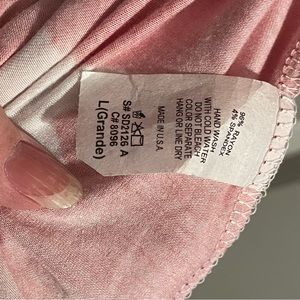 96% RAYON
4% SPANDEX
HAND WASH
WITH COLD WATER
DO NOT BLEACH
COLOR SEPARATE
HANG OR LINE DRY
MADE IN U.S.A
S# SD2126 A
C# 8096
L(Grande)